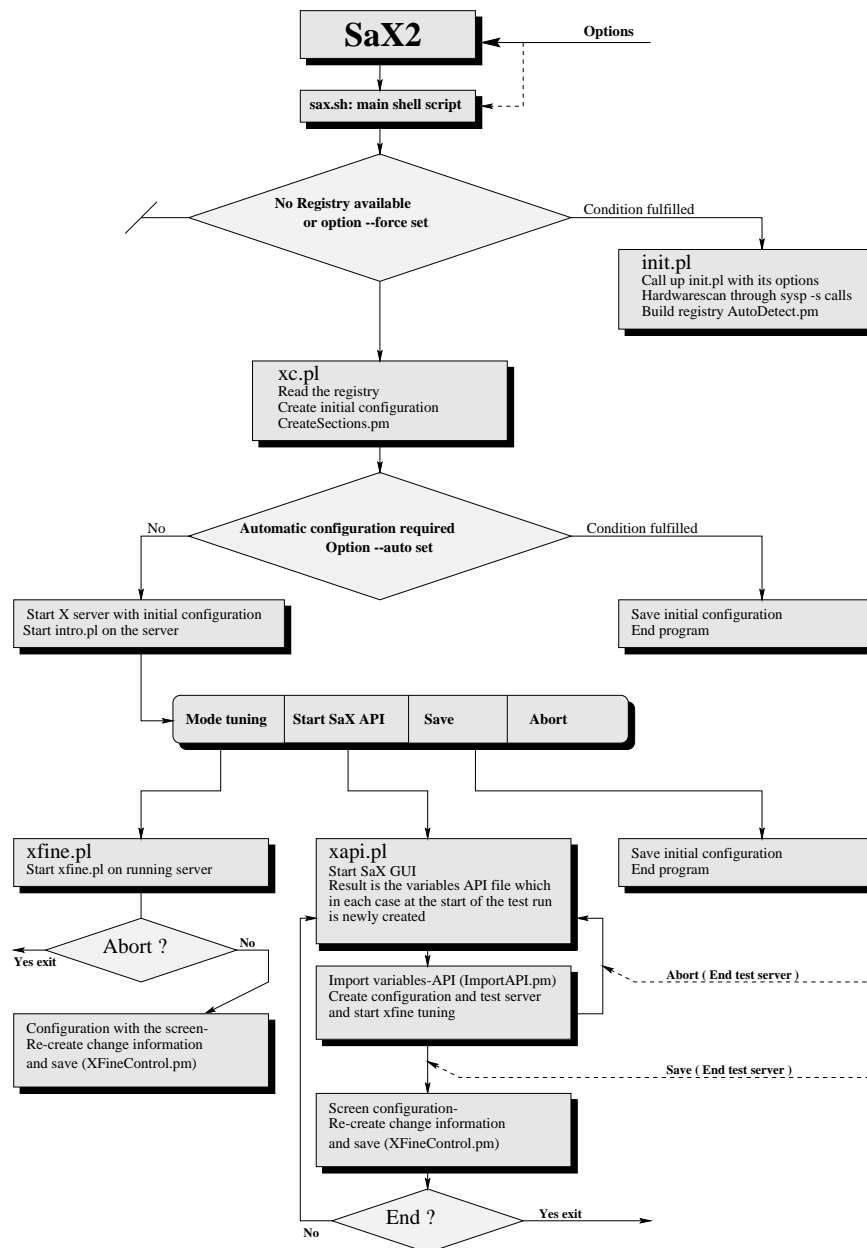 SaX2
Options
sax.sh: main shell script
No Registry available
or option --force set
Condition fulfilled
init.pl
Call up init.pl with its options
Hardwarescan through sysp -s calls
Build registry AutoDetect.pm
xc.pl
Read the registry
Create initial configuration
CreateSections.pm
No
Automatic configuration required
Option --auto set
Condition fulfilled
Start X server with initial configuration
Start intro.pl on the server
Save initial configuration
End program
Mode tuning
Start SaX API
Save
Abort
xfine.pl
Start xfine.pl on running server
xapi.pl
Start SaX GUI
Result is the variables API file which
in each case at the start of the test run
is newly created
Save initial configuration
End program
Abort ?
No
Yes exit
Import variables-API (ImportAPI.pm)
Create configuration and test server
and start xfine tuning
Abort ( End test server )
Configuration with the screen-
Re-create change information
and save (XFineControl.pm)
Save ( End test server )
Screen configuration-
Re-create change information
and save (XFineControl.pm)
End ?
No
Yes exit